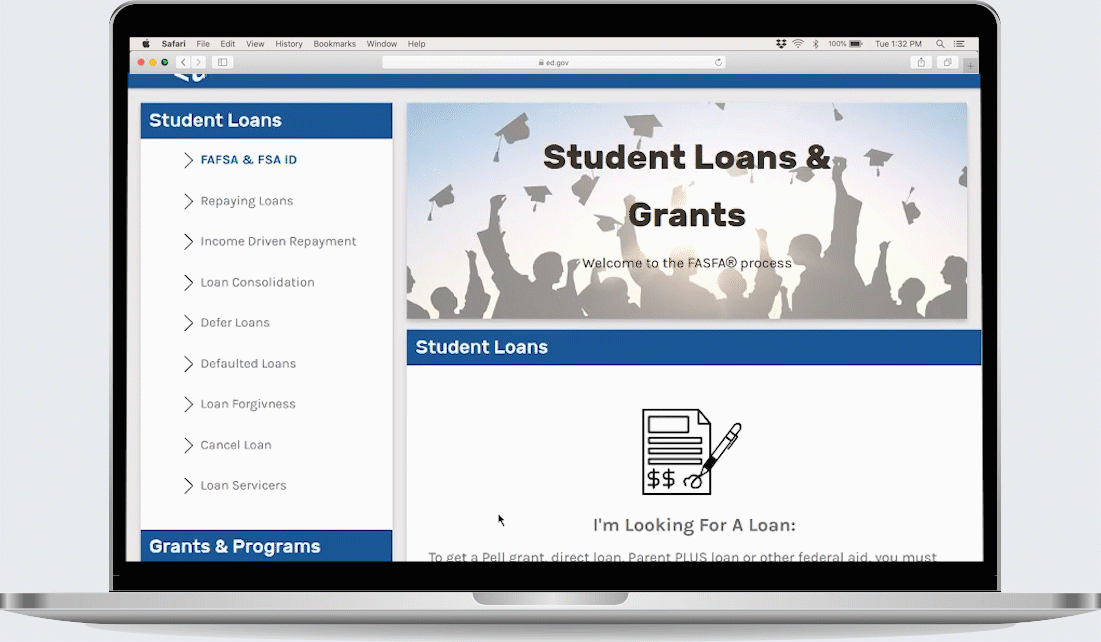 Safari File Edit View History Bookmarks Window Help 100% Tue 1:32 PM
ed.gov
Student Loans
FAFSA & FSA ID
Repaying Loans
Income Driven Repayment
Loan Consolidation
Defer Loans
Defaulted Loans
Loan Forgivness
Cancel Loan
Loan Servicers
Grants & Programs
Student Loans &
Grants
Welcome to the FASFA® process
Student Loans
$$
I'm Looking For A Loan:
To get a Pell grant, direct loan, Parent PLUS loan or other federal aid, you must